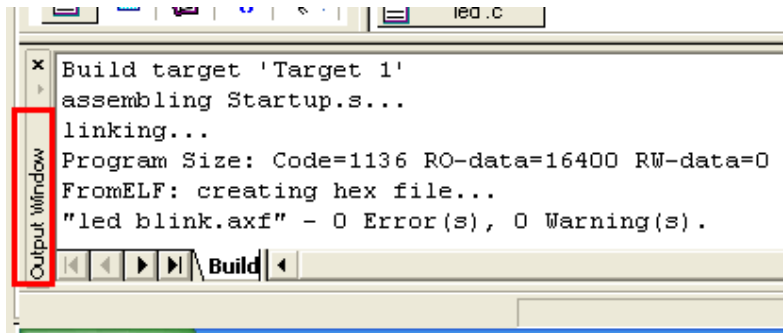 led.c
Build target 'Target 1'
assembling Startup.s...
linking...
Program Size: Code=1136 RO-data=16400 RW-data=0
FromELF: creating hex file...
"led blink.axf" - 0 Error(s), 0 Warning(s).
Output Window
Build